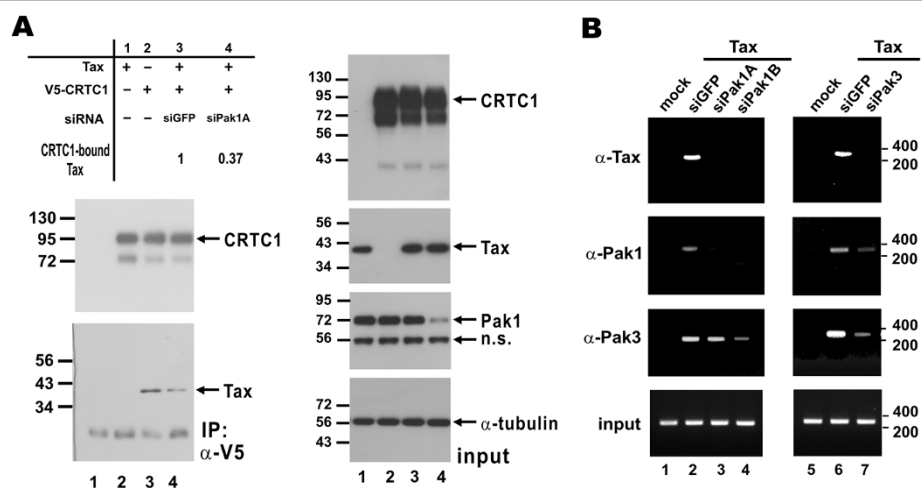 A
1 2 3 4
Tax + – + +
V5-CRTC1 – + + +
siRNA – – siGFP siPak1A
CRTC1-bound
Tax 1 0.37
130
95
72
CRTC1
56
43
34
Tax
IP:
α-V5
1 2 3 4
130
95
72
56
43
CRTC1
56
43
34
Tax
95
72
56
Pak1
n.s.
72
56
43
α-tubulin
input
1 2 3 4
B
Tax
mock siGFP siPak1A siPak1B
Tax
mock siGFP siPak3
α-Tax
400
200
α-Pak1
400
200
α-Pak3
400
200
input
400
200
1 2 3 4
5 6 7